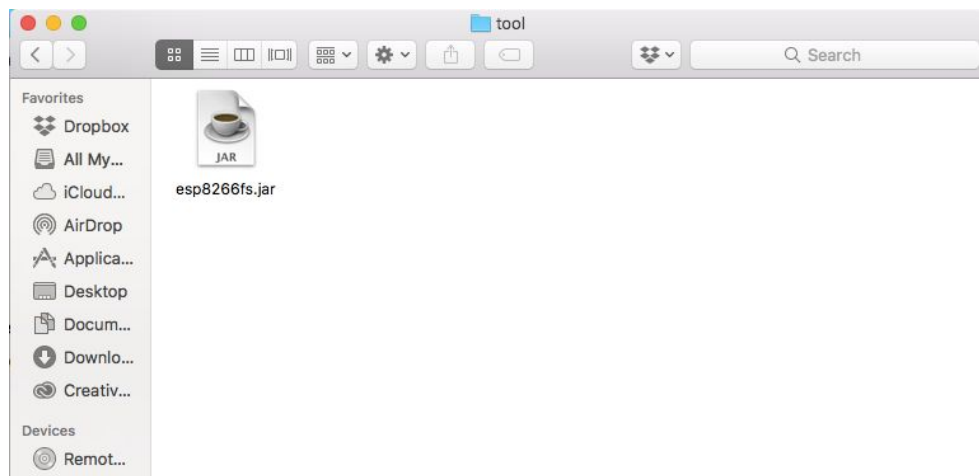 tool
Search
Favorites
Dropbox
All My...
iCloud...
AirDrop
Applica...
Desktop
Docum...
Downlo...
Creativ...
Devices
Remot...
JAR
esp8266fs.jar